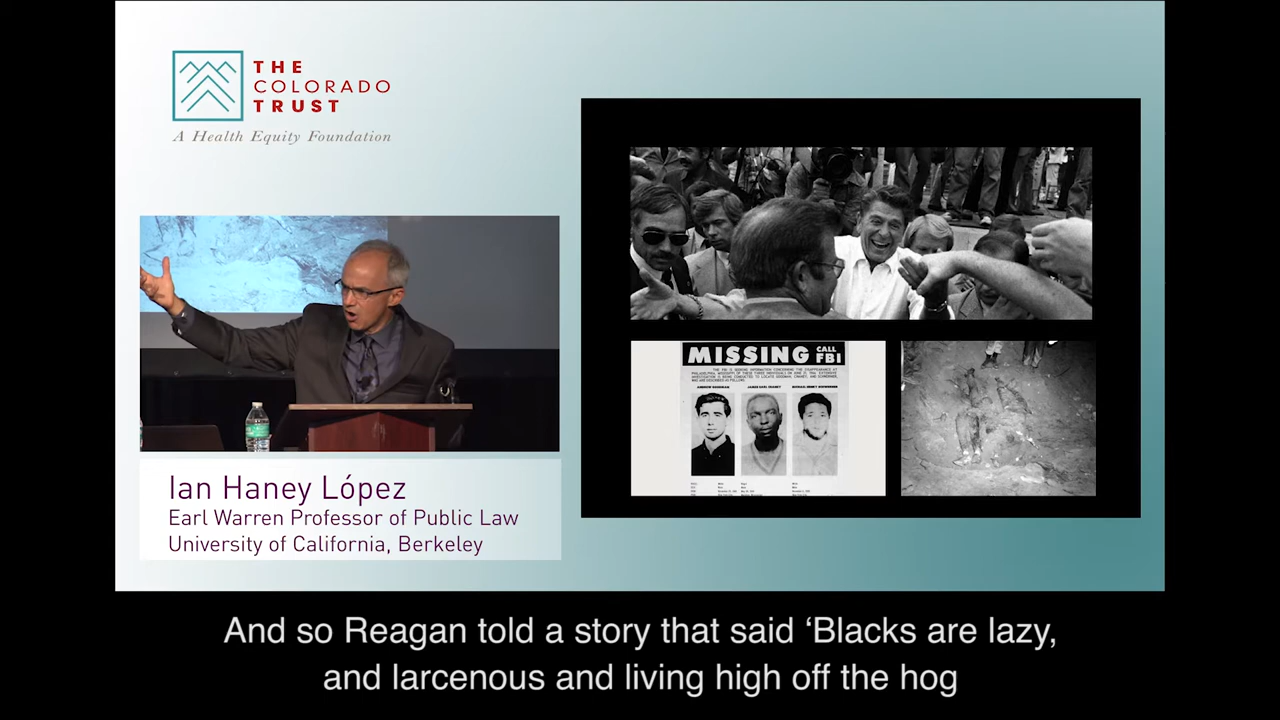 THE
COLORADO
TRUST
A Health Equity Foundation
MISSING CALL FBI
Ian Haney López
Earl Warren Professor of Public Law
University of California, Berkeley
And so Reagan told a story that said ‘Blacks are lazy,
and larcenous and living high off the hog